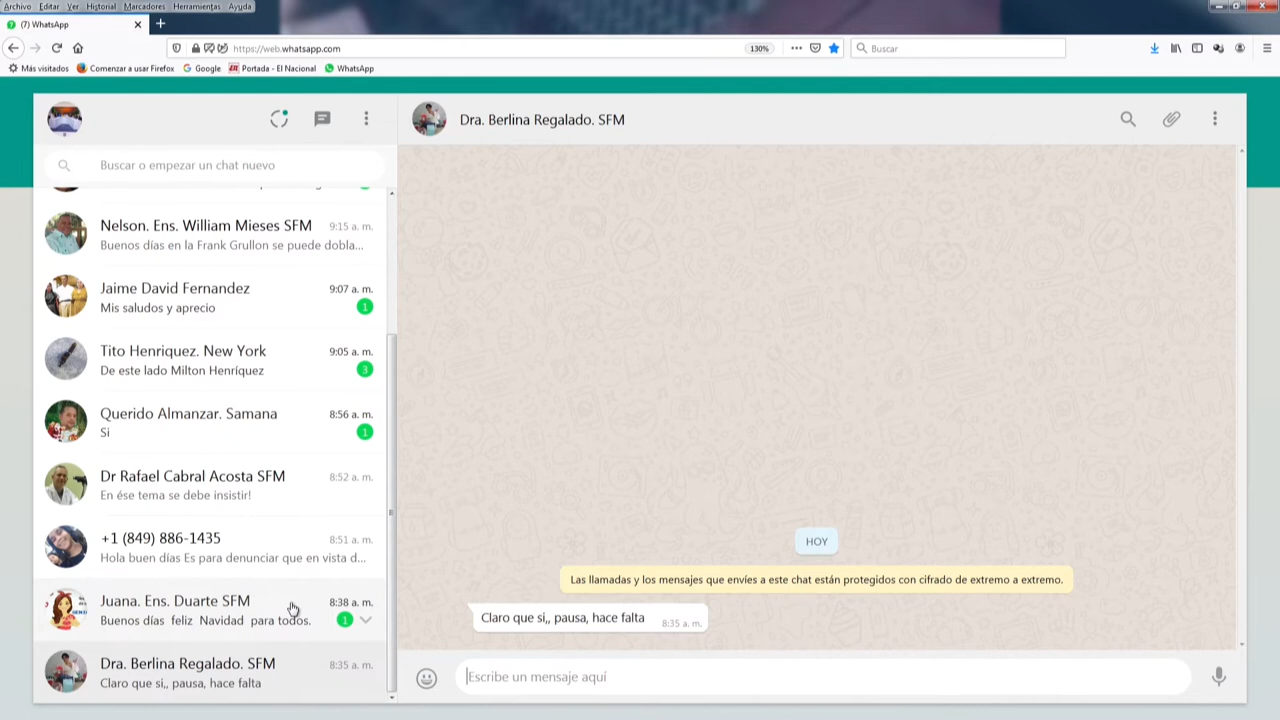 Archivo Editar Ver Historial Marcadores Herramientas Ayuda
(7) WhatsApp
https://web.whatsapp.com 130% Buscar
Más visitados Comenzar a usar Firefox Google Portada - El Nacional WhatsApp
Dra. Berlina Regalado. SFM
Buscar o empezar un chat nuevo
Nelson. Ens. William Mieses SFM 9:15 a. m.
Buenos días en la Frank Grullon se puede dobla...
Jaime David Fernandez 9:07 a. m.
Mis saludos y aprecio 1
Tito Henriquez. New York 9:05 a. m.
De este lado Milton Henríquez 3
Querido Almanzar. Samana 8:56 a. m.
Si 1
Dr Rafael Cabral Acosta SFM 8:52 a. m.
En ése tema se debe insistir!
+1 (849) 886-1435 8:51 a. m.
Hola buen días Es para denunciar que en vista d...
Juana. Ens. Duarte SFM 8:38 a. m.
Buenos días feliz Navidad para todos. 1
Dra. Berlina Regalado. SFM 8:35 a. m.
Claro que si,, pausa, hace falta
HOY
Las llamadas y los mensajes que envíes a este chat están protegidos con cifrado de extremo a extremo.
Claro que si,, pausa, hace falta 8:35 a. m.
Escribe un mensaje aquí